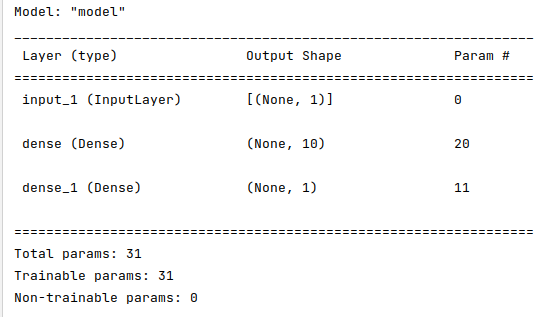 Model: "model"
_________________________________________________________________
Layer (type) Output Shape Param #
=================================================================
input_1 (InputLayer) [(None, 1)] 0
dense (Dense) (None, 10) 20
dense_1 (Dense) (None, 1) 11
=================================================================
Total params: 31
Trainable params: 31
Non-trainable params: 0